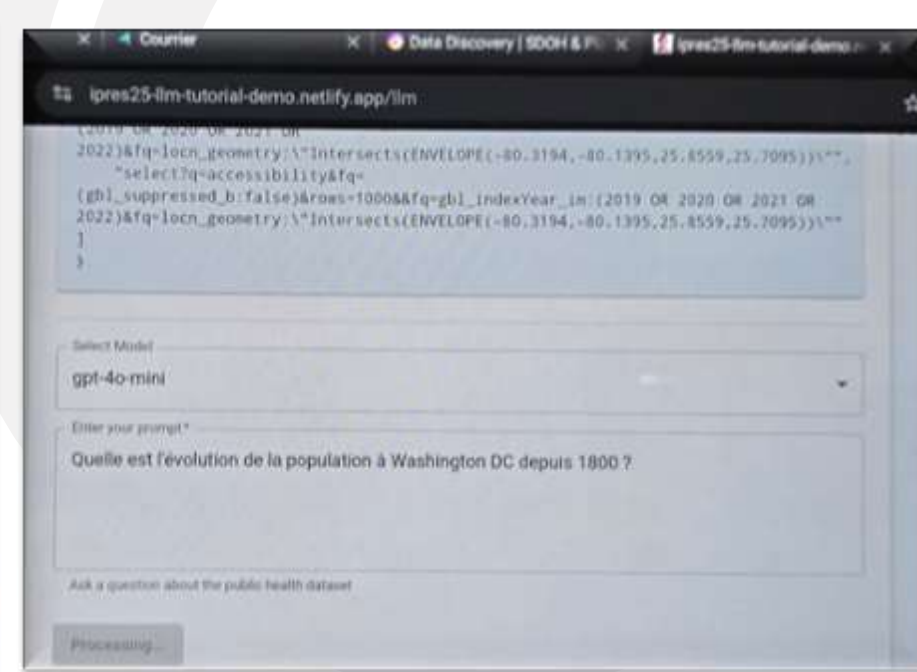 Courrier
Data Discovery | SDOH & P
ipres25-llm-tutorial-demo.n
ipres25-llm-tutorial-demo.netlify.app/llm
(2019 OR 2020 OR 2021 OR
2022)&fq=locn_geometry:\"Intersects(ENVELOPE(-80.3194,-80.1395,25.8559,25.7095))\"",
"select?q=accessibility&fq=
(gbl_suppressed_b:false)&rows=1000&&fq=gbl_indexYear_im:(2019 OR 2020 OR 2021 OR
2022)&fq=locn_geometry:\"Intersects(ENVELOPE(-80.3194,-80.1395,25.8559,25.7095))\""
]
}
Select Model
gpt-4o-mini
Enter your prompt*
Quelle est l'évolution de la population à Washington DC depuis 1800 ?
Ask a question about the public health dataset
Processing...